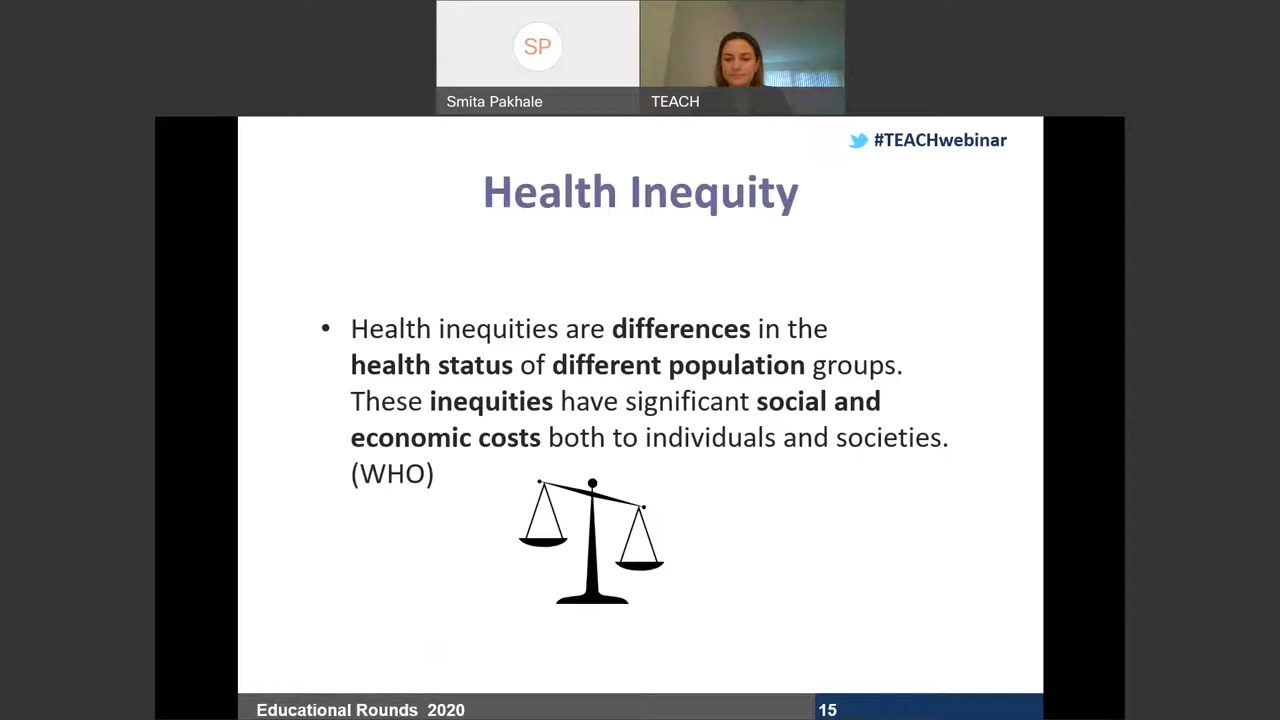 SP
Smita Pakhale
TEACH
#TEACHwebinar
Health Inequity
• Health inequities are differences in the
health status of different population groups.
These inequities have significant social and
economic costs both to individuals and societies.
(WHO)
Educational Rounds 2020
15